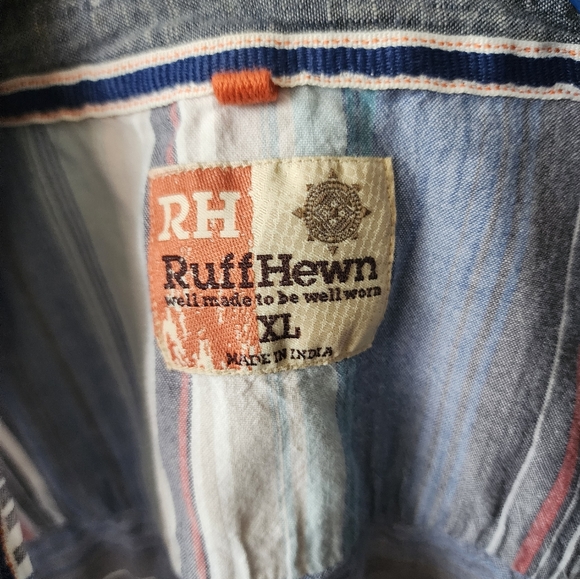 RH
RuffHewn
well made to be well worn
XL
MADE IN INDIA